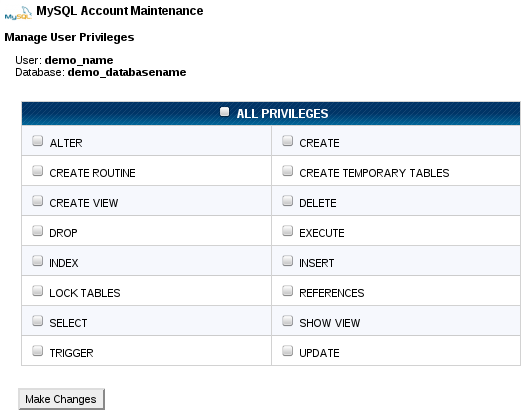 MySQL MySQL Account Maintenance
Manage User Privileges
User: demo_name
Database: demo_databasename
ALL PRIVILEGES
ALTER CREATE
CREATE ROUTINE CREATE TEMPORARY TABLES
CREATE VIEW DELETE
DROP EXECUTE
INDEX INSERT
LOCK TABLES REFERENCES
SELECT SHOW VIEW
TRIGGER UPDATE
Make Changes